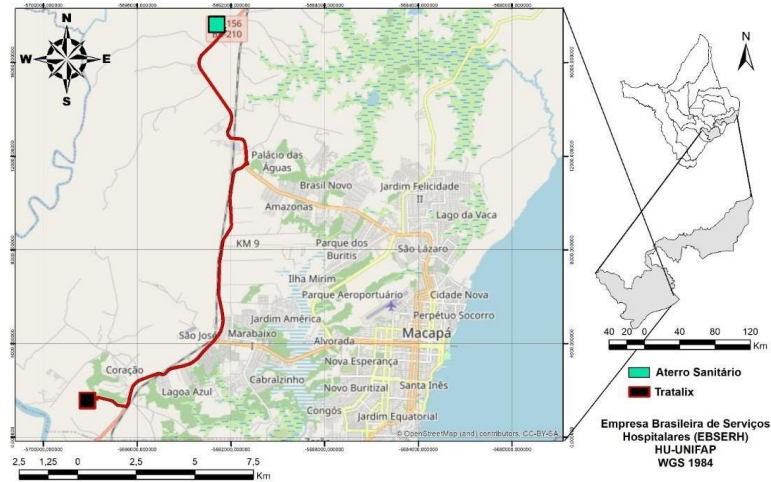 N
W E
S
156
210
Palácio das
Águas
Brasil Novo
Jardim Felicidade
II
Amazonas
Lago da Vaca
KM 9
Parque dos
Buritis
São Lázaro
Ilha Mirim
Parque Aeroportuário
Cidade Nova
Perpétuo Socorro
Jardim América
São José
Marabaixo
I
Alvorada
Macapá
Coração
Nova Esperança
Lagoa Azul
Cabralzinho
Novo Buritizal
Santa Inês
Congós
Jardim Equatorial
© OpenStreetMap (and) contributors, CC-BY-SA
2,5 1,25 0 2,5 5 7,5
Km
N
40 20 0 40 80 120
Km
Aterro Sanitário
Tratalix
Empresa Brasileira de Serviços
Hospitalares (EBSERH)
HU-UNIFAP
WGS 1984